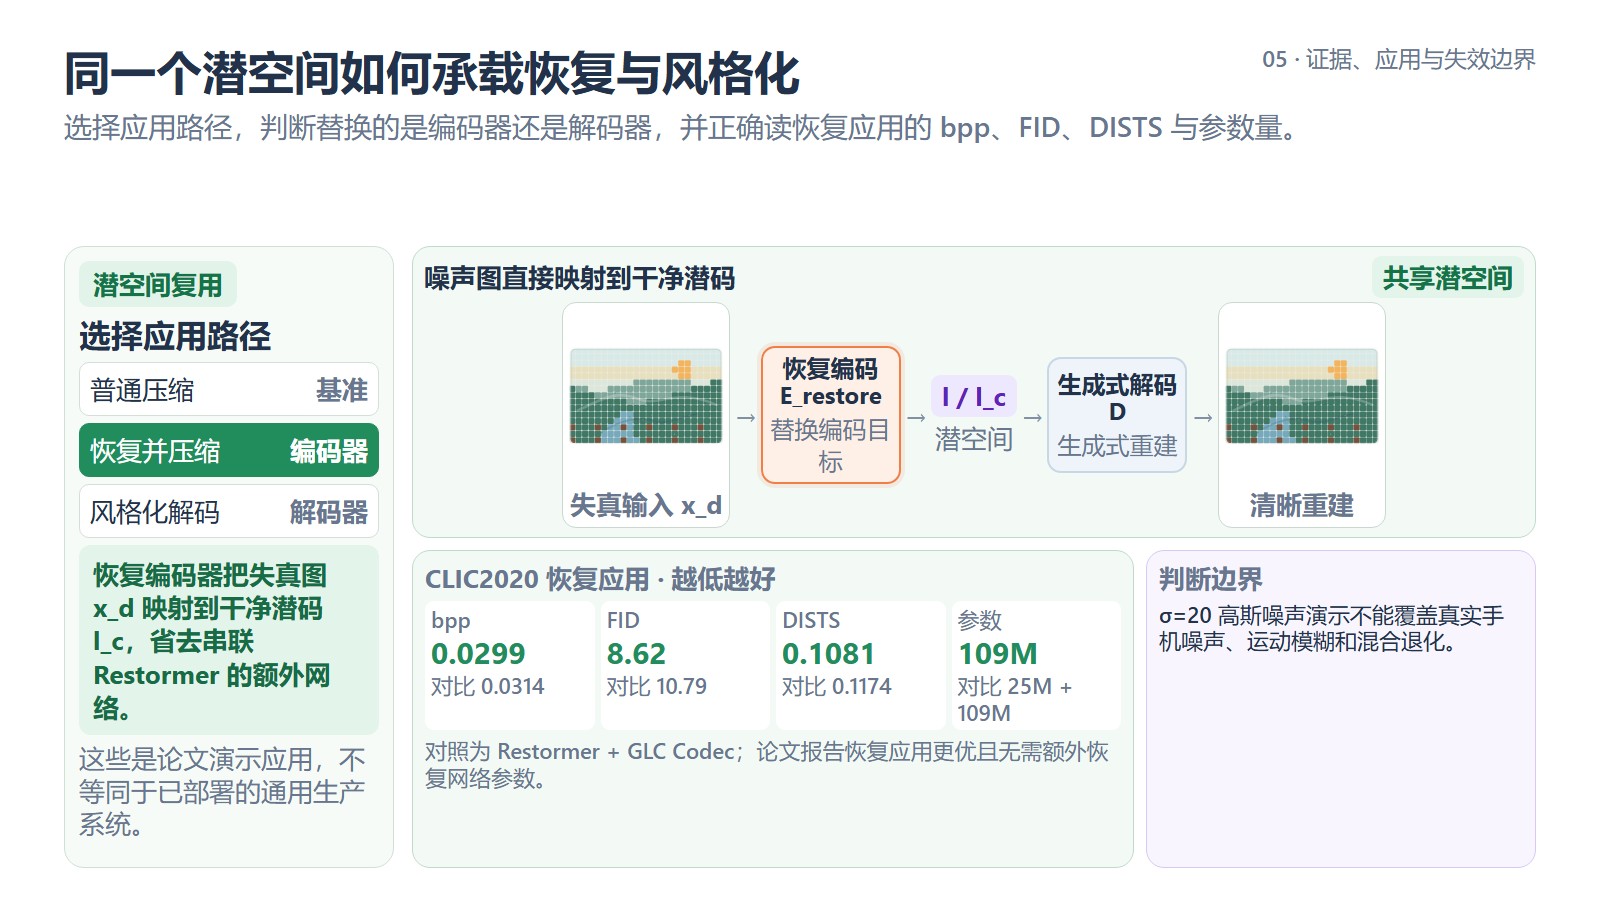 同一个潜空间如何承载恢复与风格化
05 · 证据、应用与失效边界
选择应用路径，判断替换的是编码器还是解码器，并正确读恢复应用的 bpp、FID、DISTS 与参数量。
潜空间复用
选择应用路径
普通压缩 基准
恢复并压缩 编码器
风格化解码 解码器
恢复编码器把失真图
x_d 映射到干净潜码
l_c，省去串联
Restormer 的额外网
络。
这些是论文演示应用，不
等同于已部署的通用生产
系统。
噪声图直接映射到干净潜码
共享潜空间
失真输入 x_d
→
恢复编码
E_restore
替换编码目
标
→
l / l_c
潜空间
→
生成式解码
D
生成式重建
→
清晰重建
CLIC2020 恢复应用 · 越低越好
bpp
0.0299
对比 0.0314
FID
8.62
对比 10.79
DISTS
0.1081
对比 0.1174
参数
109M
对比 25M +
109M
对照为 Restormer + GLC Codec；论文报告恢复应用更优且无需额外恢
复网络参数。
判断边界
σ=20 高斯噪声演示不能覆盖真实手
机噪声、运动模糊和混合退化。